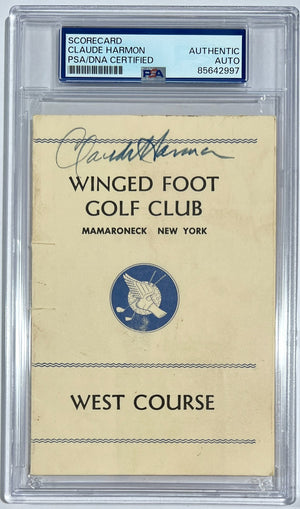 SCORECARD
CLAUDE HARMON
PSA/DNA CERTIFIED
AUTHENTIC
AUTO
PSA
85642997
Claude Harmon
WINGED FOOT
GOLF CLUB
MAMARONECK NEW YORK
WEST COURSE